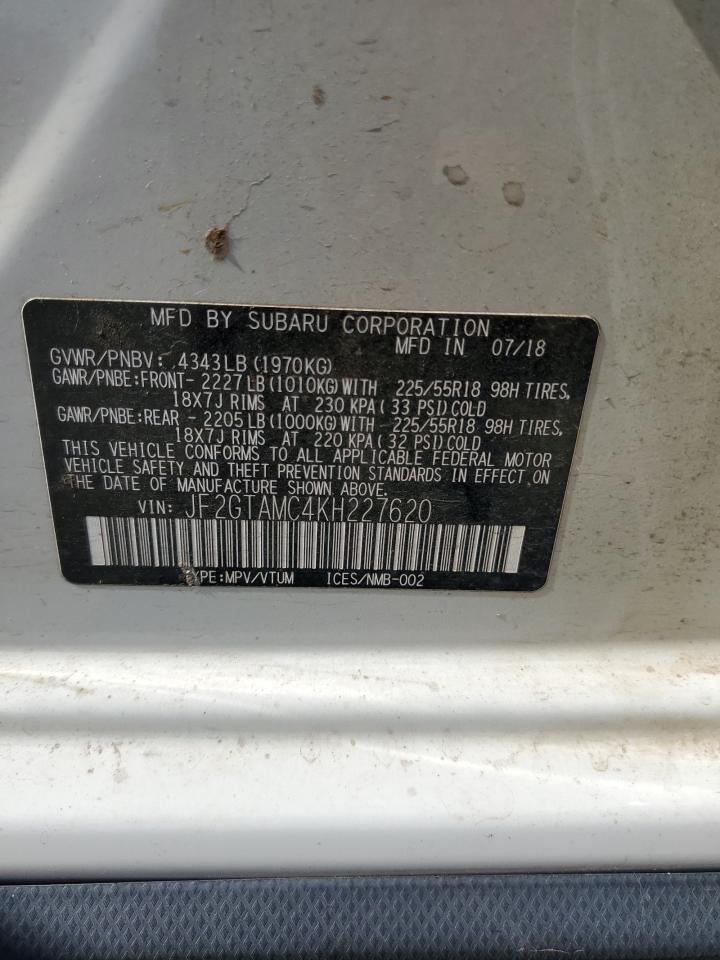 MFD BY SUBARU CORPORATION
MFD IN 07/18
GVWR/PNBV: 4343LB(1970KG)
GAWR/PNBE:FRONT- 2227LB(1010KG)WITH 225/55R18 98H TIRES,
18X7J RIMS AT 230 KPA( 33 PSI)COLD
GAWR/PNBE:REAR - 2205LB(1000KG)WITH 225/55R18 98H TIRES,
18X7J RIMS AT 220 KPA( 32 PSI)COLD
THIS VEHICLE CONFORMS TO ALL APPLICABLE FEDERAL MOTOR
VEHICLE SAFETY AND THEFT PREVENTION STANDARDS IN EFFECT ON
THE DATE OF MANUFACTURE SHOWN ABOVE.
VIN: JF2GTAMC4KH227620
TYPE:MPV/VTUM ICES/NMB-002